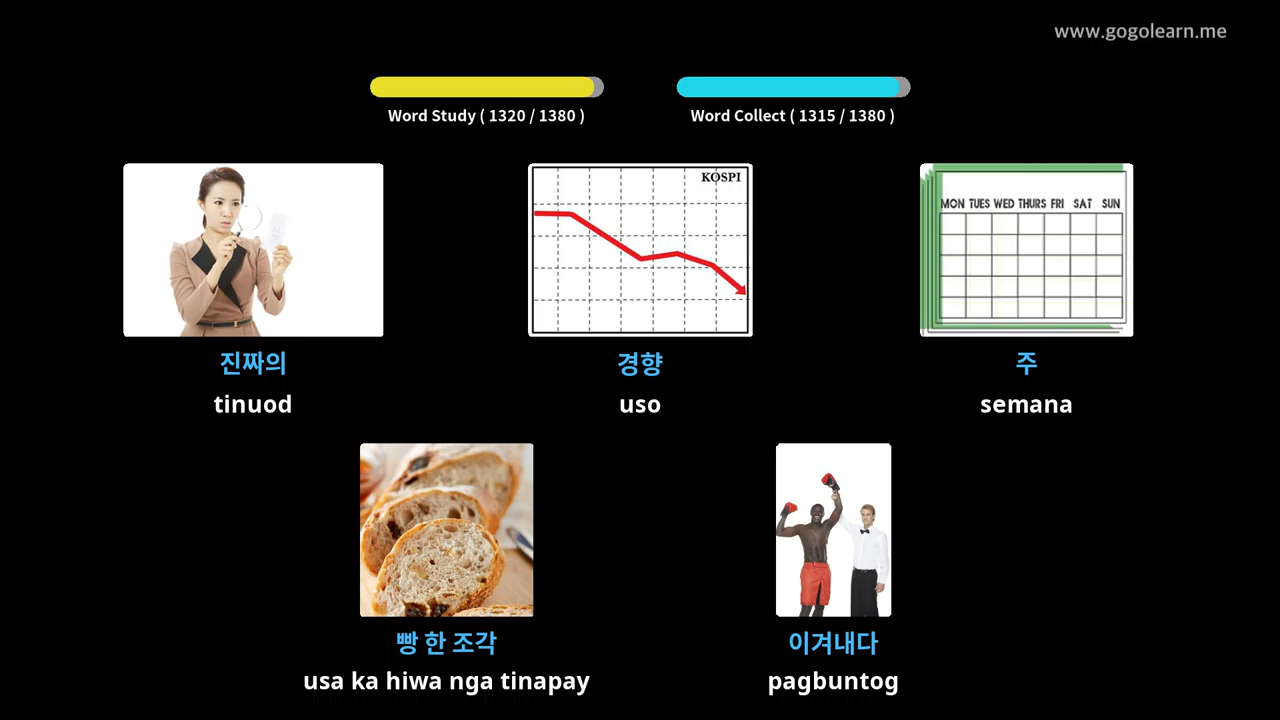 www.gogolearn.me
Word Study ( 1320 / 1380 )
Word Collect ( 1315 / 1380 )
KOSPI
MON TUES WED THURS FRI SAT SUN
진짜의
경향
주
tinuod
uso
semana
빵 한 조각
이겨내다
usa ka hiwa nga tinapay
pagbuntog